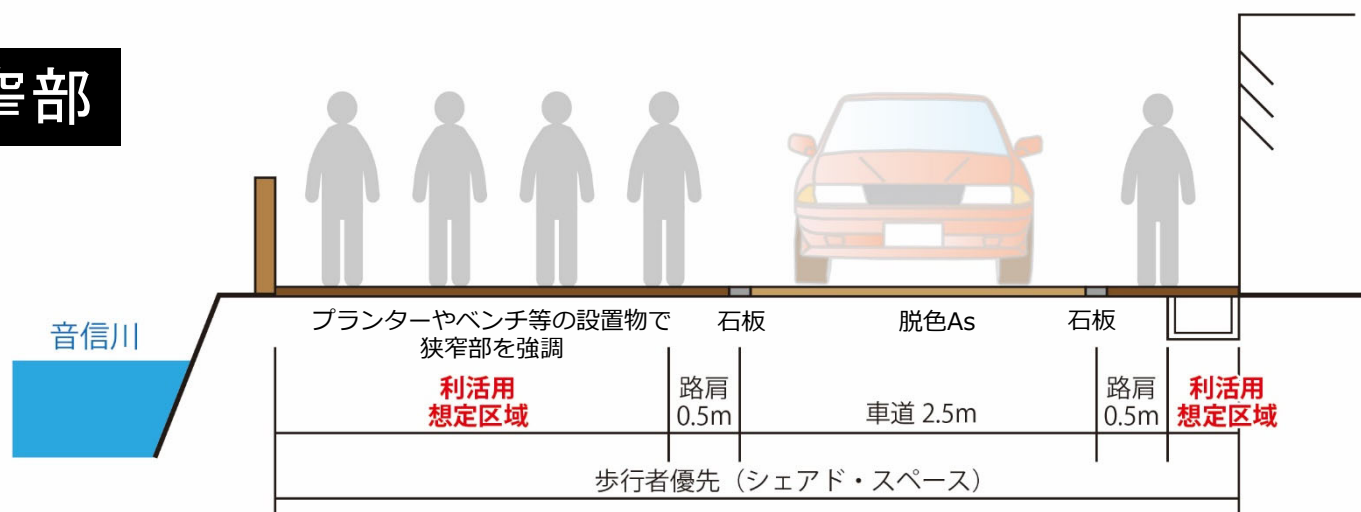 窄部
音信川
プランターやベンチ等の設置物で
狭窄部を強調
石板
脱色As
石板
利活用
想定区域
路肩
0.5m
車道 2.5m
路肩
0.5m
利活用
想定区域
歩行者優先（シェアド・スペース）